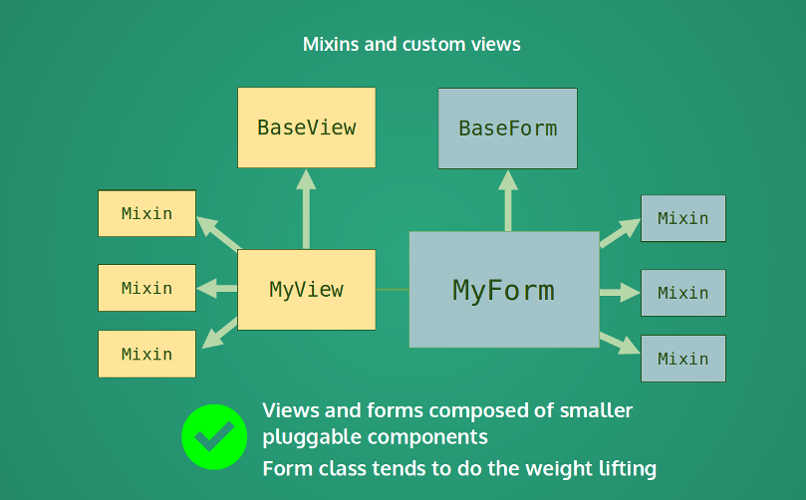 Mixins and custom views
BaseView
BaseForm
Mixin
Mixin
MyView
MyForm
Mixin
Mixin
Mixin
Mixin
Views and forms composed of smaller
pluggable components
Form class tends to do the weight lifting